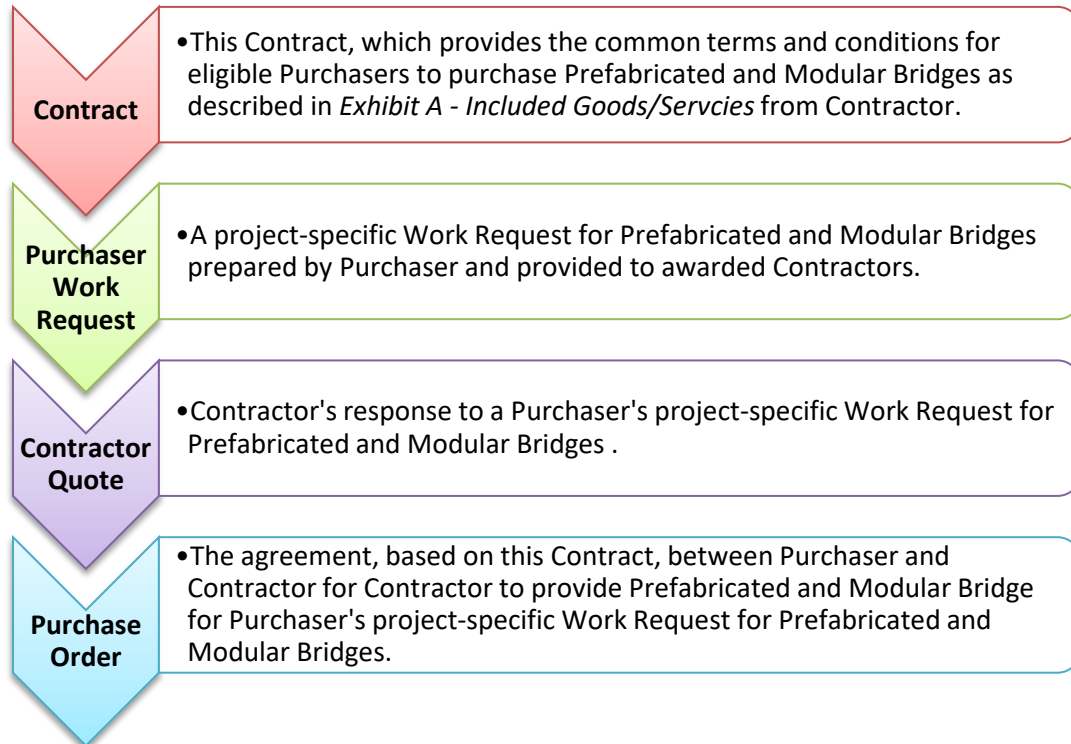 Contract
•This Contract, which provides the common terms and conditions for
eligible Purchasers to purchase Prefabricated and Modular Bridges as
described in Exhibit A - Included Goods/Servcies from Contractor.
Purchaser
Work
Request
•A project-specific Work Request for Prefabricated and Modular Bridges
prepared by Purchaser and provided to awarded Contractors.
Contractor
Quote
•Contractor's response to a Purchaser's project-specific Work Request for
Prefabricated and Modular Bridges .
Purchase
Order
•The agreement, based on this Contract, between Purchaser and
Contractor for Contractor to provide Prefabricated and Modular Bridge
for Purchaser's project-specific Work Request for Prefabricated and
Modular Bridges.